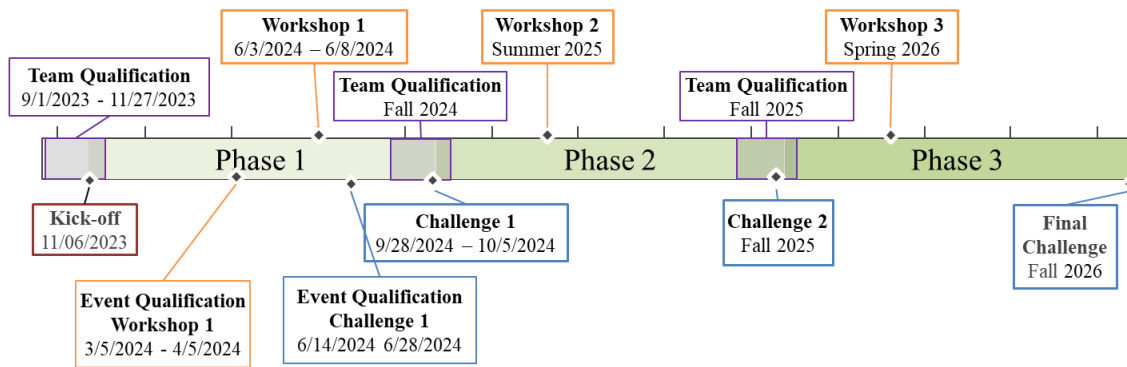 Workshop 1
6/3/2024 – 6/8/2024
Workshop 2
Summer 2025
Workshop 3
Spring 2026
Team Qualification
9/1/2023 - 11/27/2023
Team Qualification
Fall 2024
Team Qualification
Fall 2025
Phase 1
Phase 2
Phase 3
Kick-off
11/06/2023
Challenge 1
9/28/2024 – 10/5/2024
Challenge 2
Fall 2025
Final
Challenge
Fall 2026
Event Qualification
Workshop 1
3/5/2024 - 4/5/2024
Event Qualification
Challenge 1
6/14/2024 6/28/2024